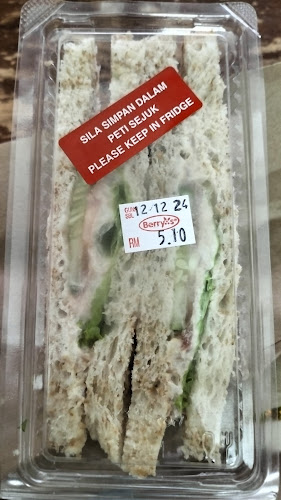 SILA SIMPAN DALAM
PETI SEJUK
PLEASE KEEP IN FRIDGE
12-12 24
Berry's
RM 5.10